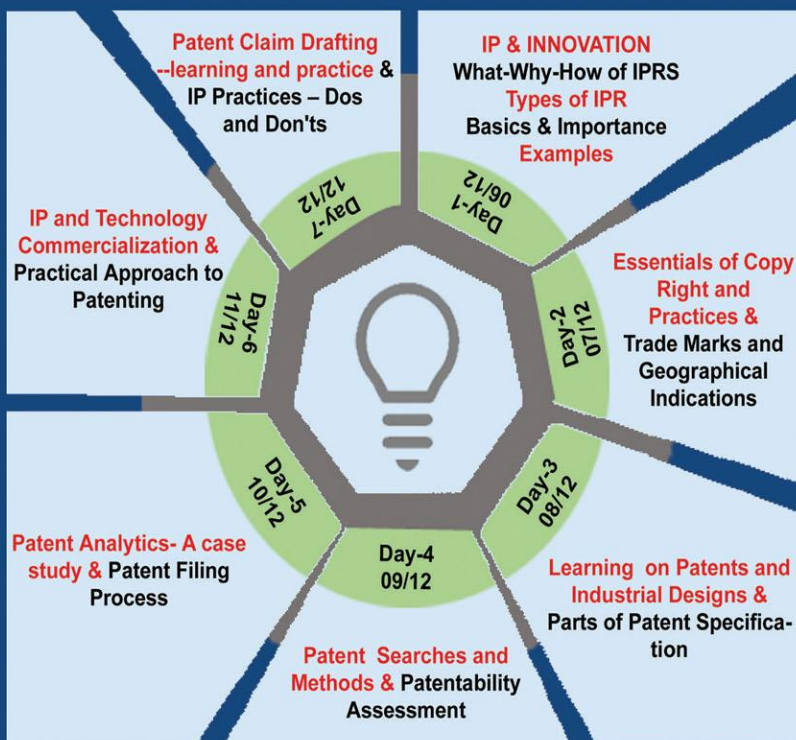 IP & INNOVATION
What-Why-How of IPRS
Types of IPR
Basics & Importance
Examples
Day-1
06/12
Essentials of Copy
Right and
Practices &
Trade Marks and
Geographical
Indications
Day-2
07/12
Learning on Patents and
Industrial Designs &
Parts of Patent Specifica-
tion
Day-3
08/12
Patent Searches and
Methods & Patentability
Assessment
Day-4
09/12
Patent Analytics- A case
study & Patent Filing
Process
Day-5
10/12
IP and Technology
Commercialization &
Practical Approach to
Patenting
Day-6
11/12
Patent Claim Drafting
--learning and practice &
IP Practices – Dos
and Don'ts
Day-7
12/12